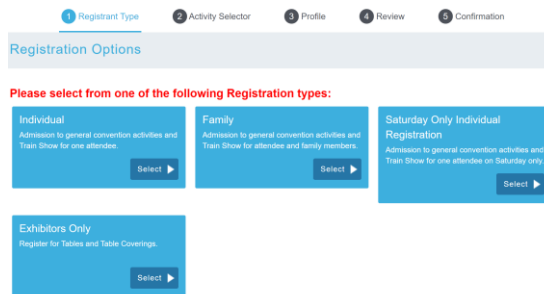 1 Registrant Type 2 Activity Selector 3 Profile 4 Review 5 Confirmation
Registration Options
Please select from one of the following Registration types:
Individual
Admission to general convention activities and
Train Show for one attendee.
Select
Family
Admission to general convention activities and
Train Show for attendee and family members.
Select
Saturday Only Individual
Registration
Admission to general convention activities and
Train Show for one attendee on Saturday only.
Select
Exhibitors Only
Register for Tables and Table Coverings.
Select